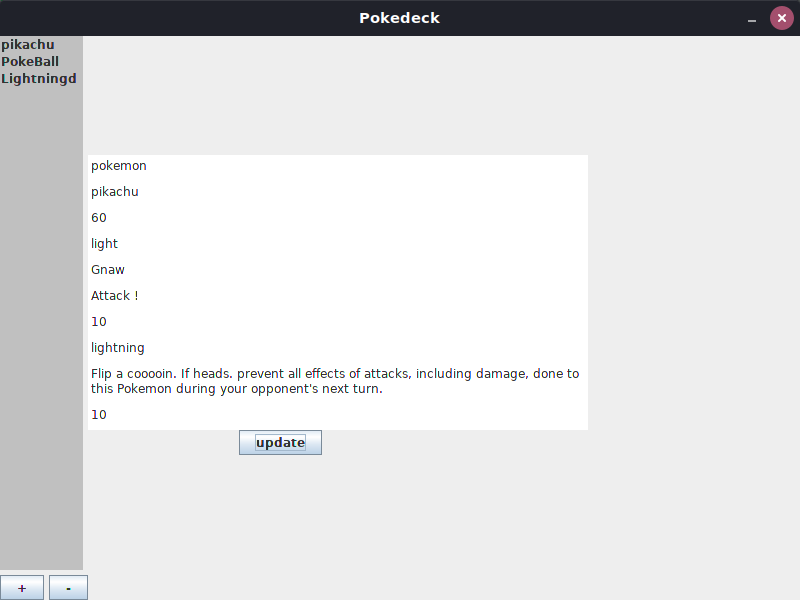 Pokedeck
pikachu
PokeBall
Lightningd
pokemon
pikachu
60
light
Gnaw
Attack !
10
lightning
Flip a cooooin. If heads. prevent all effects of attacks, including damage, done to
this Pokemon during your opponent's next turn.
10
update
+ -